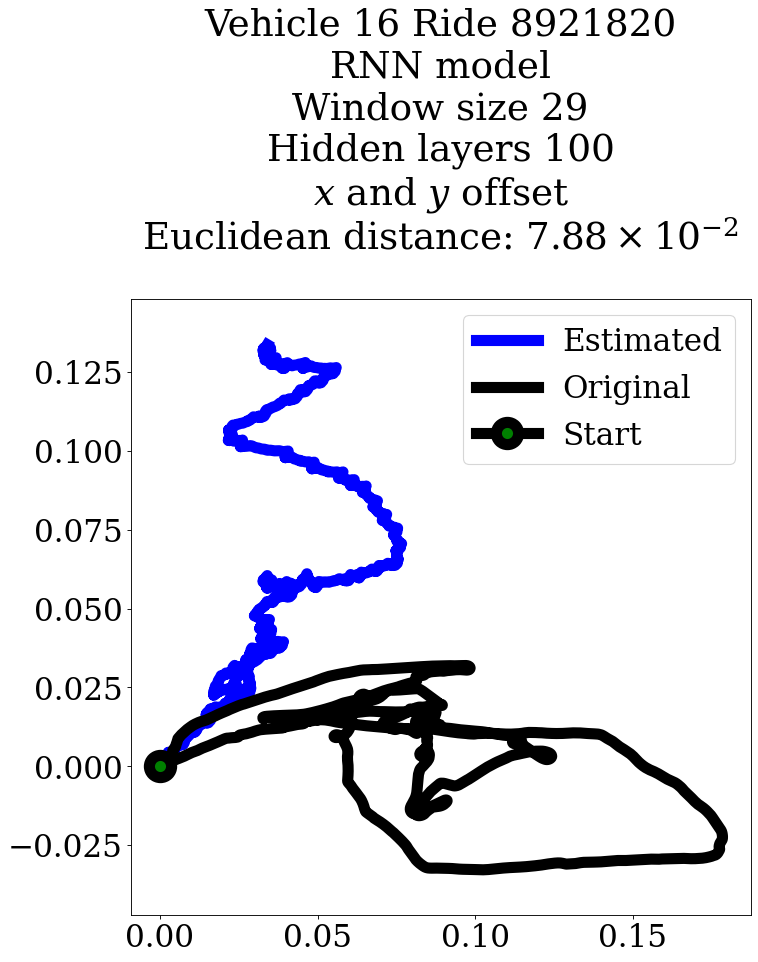 Vehicle 16 Ride 8921820
RNN model
Window size 29
Hidden layers 100
x and y offset
Euclidean distance: 7.88 × 10⁻²
Estimated
Original
Start
0.125
0.100
0.075
0.050
0.025
0.000
−0.025
0.00 0.05 0.10 0.15